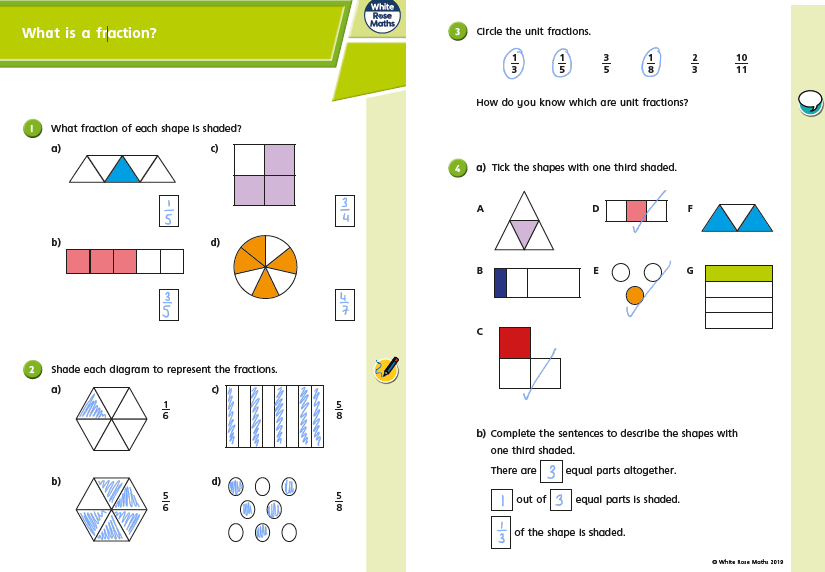 What is a fraction?
White
Rose
Maths
1 What fraction of each shape is shaded?
a)
1/5
c)
3/4
b)
3/5
d)
4/7
2 Shade each diagram to represent the fractions.
a)
1/6
c)
5/8
b)
5/6
d)
5/8
3 Circle the unit fractions.
1/3 1/5 3/5 1/8 2/3 10/11
How do you know which are unit fractions?
4 a) Tick the shapes with one third shaded.
A D F
B E G
C
b) Complete the sentences to describe the shapes with
one third shaded.
There are 3 equal parts altogether.
1 out of 3 equal parts is shaded.
1/3 of the shape is shaded.
© White Rose Maths 2019